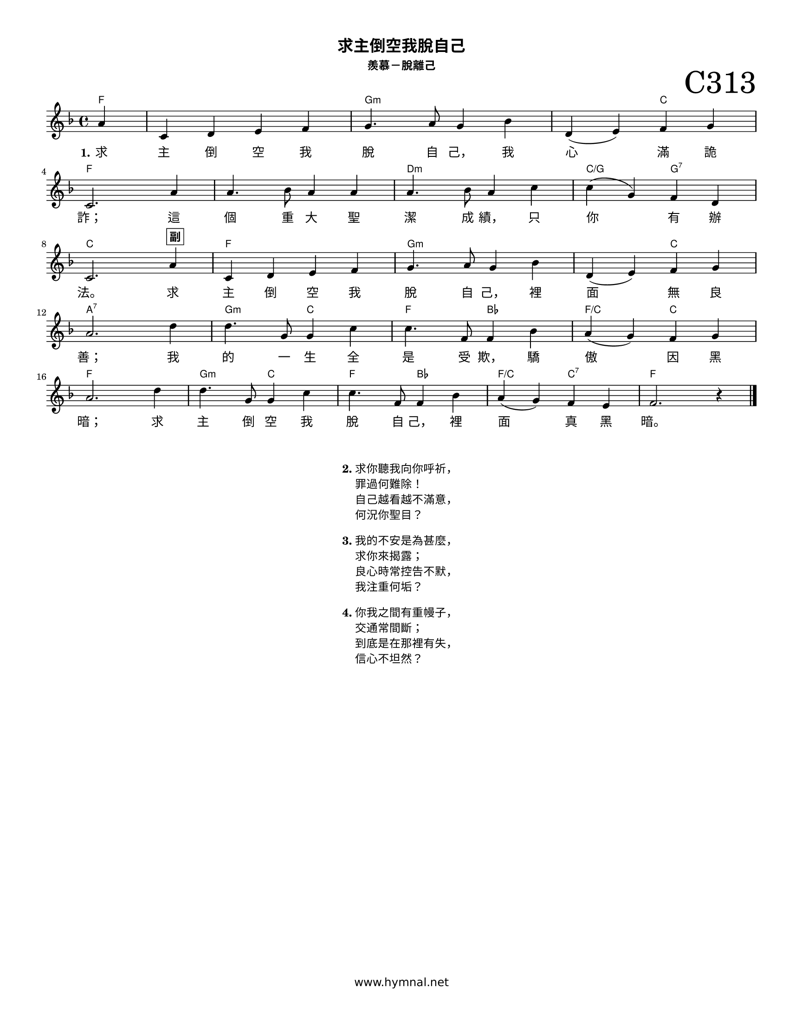 求主倒空我脫自己
羨慕－脫離己
C313
F Gm C
1. 求 主 倒 空 我 脫 自 己， 我 心 滿 詭
4 F Dm C/G G7
詐； 這 個 重 大 聖 潔 成 績， 只 你 有 辦
副
8 C F Gm C
法。 求 主 倒 空 我 脫 自 己， 裡 面 無 良
12 A7 Gm C F B♭ F/C C
善； 我 的 一 生 全 是 受 欺， 驕 傲 因 黑
16 F Gm C F B♭ F/C C7 F
暗； 求 主 倒 空 我 脫 自 己， 裡 面 真 黑 暗。
2. 求你聽我向你呼祈，
罪過何難除！
自己越看越不滿意，
何況你聖目？
3. 我的不安是為甚麼，
求你來揭露；
良心時常控告不默，
我注重何垢？
4. 你我之間有重幔子，
交通常間斷；
到底是在那裡有失，
信心不坦然？
www.hymnal.net